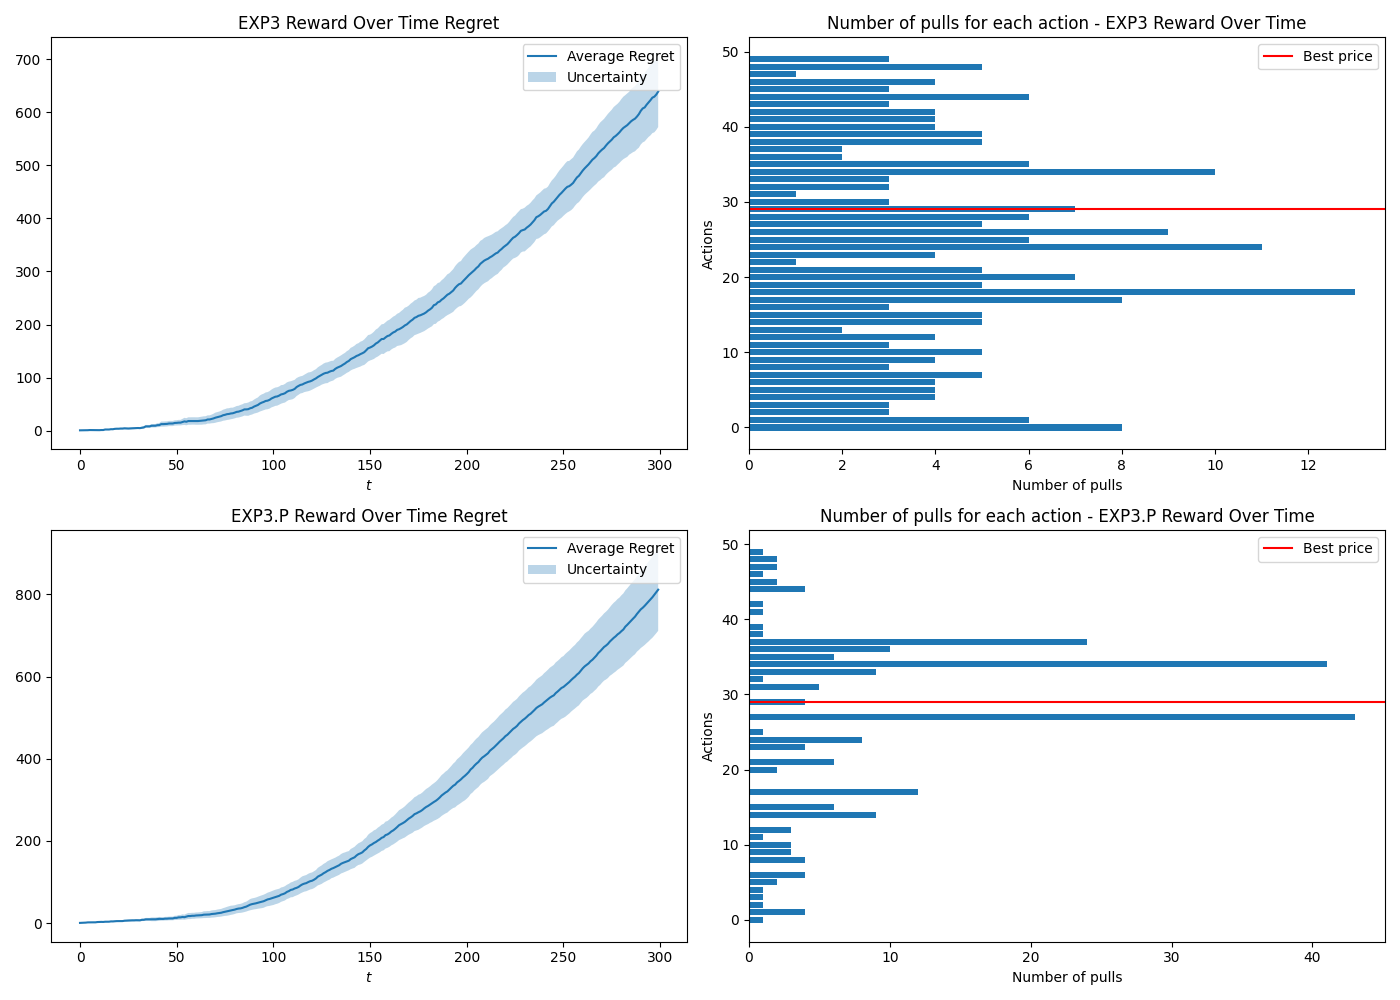 EXP3 Reward Over Time Regret
700
600
500
400
300
200
100
0
0 50 100 150 200 250 300
t
Average Regret
Uncertainty
Number of pulls for each action - EXP3 Reward Over Time
Actions
50
40
30
20
10
0
0 2 4 6 8 10 12
Number of pulls
Best price
EXP3.P Reward Over Time Regret
800
600
400
200
0
0 50 100 150 200 250 300
t
Average Regret
Uncertainty
Number of pulls for each action - EXP3.P Reward Over Time
Actions
50
40
30
20
10
0
0 10 20 30 40
Number of pulls
Best price